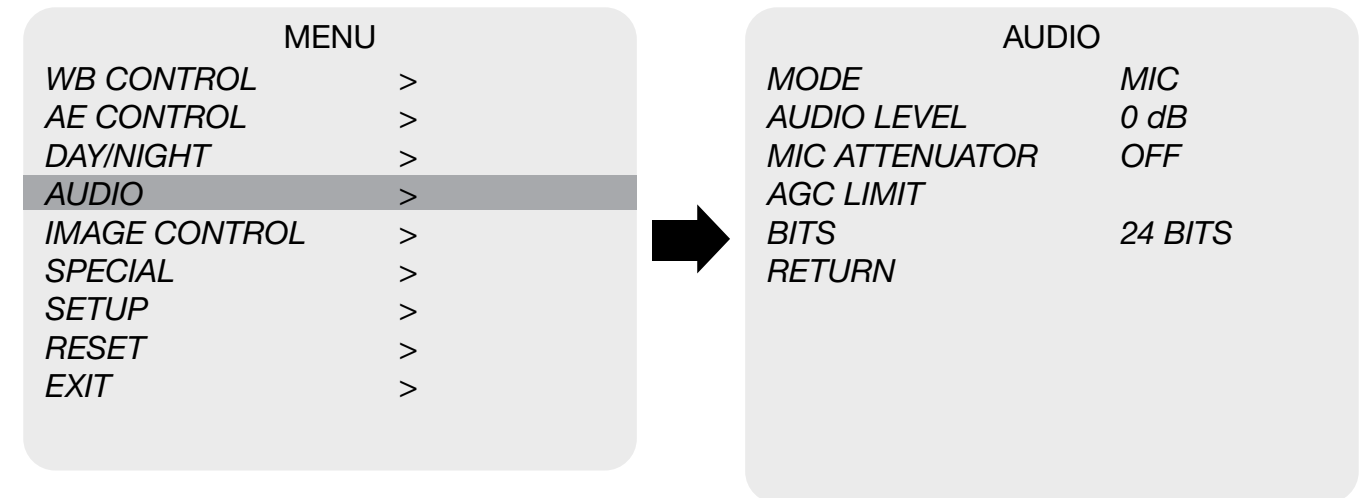 MENU
WB CONTROL >
AE CONTROL >
DAY/NIGHT >
AUDIO >
IMAGE CONTROL >
SPECIAL >
SETUP >
RESET >
EXIT >
AUDIO
MODE MIC
AUDIO LEVEL 0 dB
MIC ATTENUATOR OFF
AGC LIMIT
BITS 24 BITS
RETURN